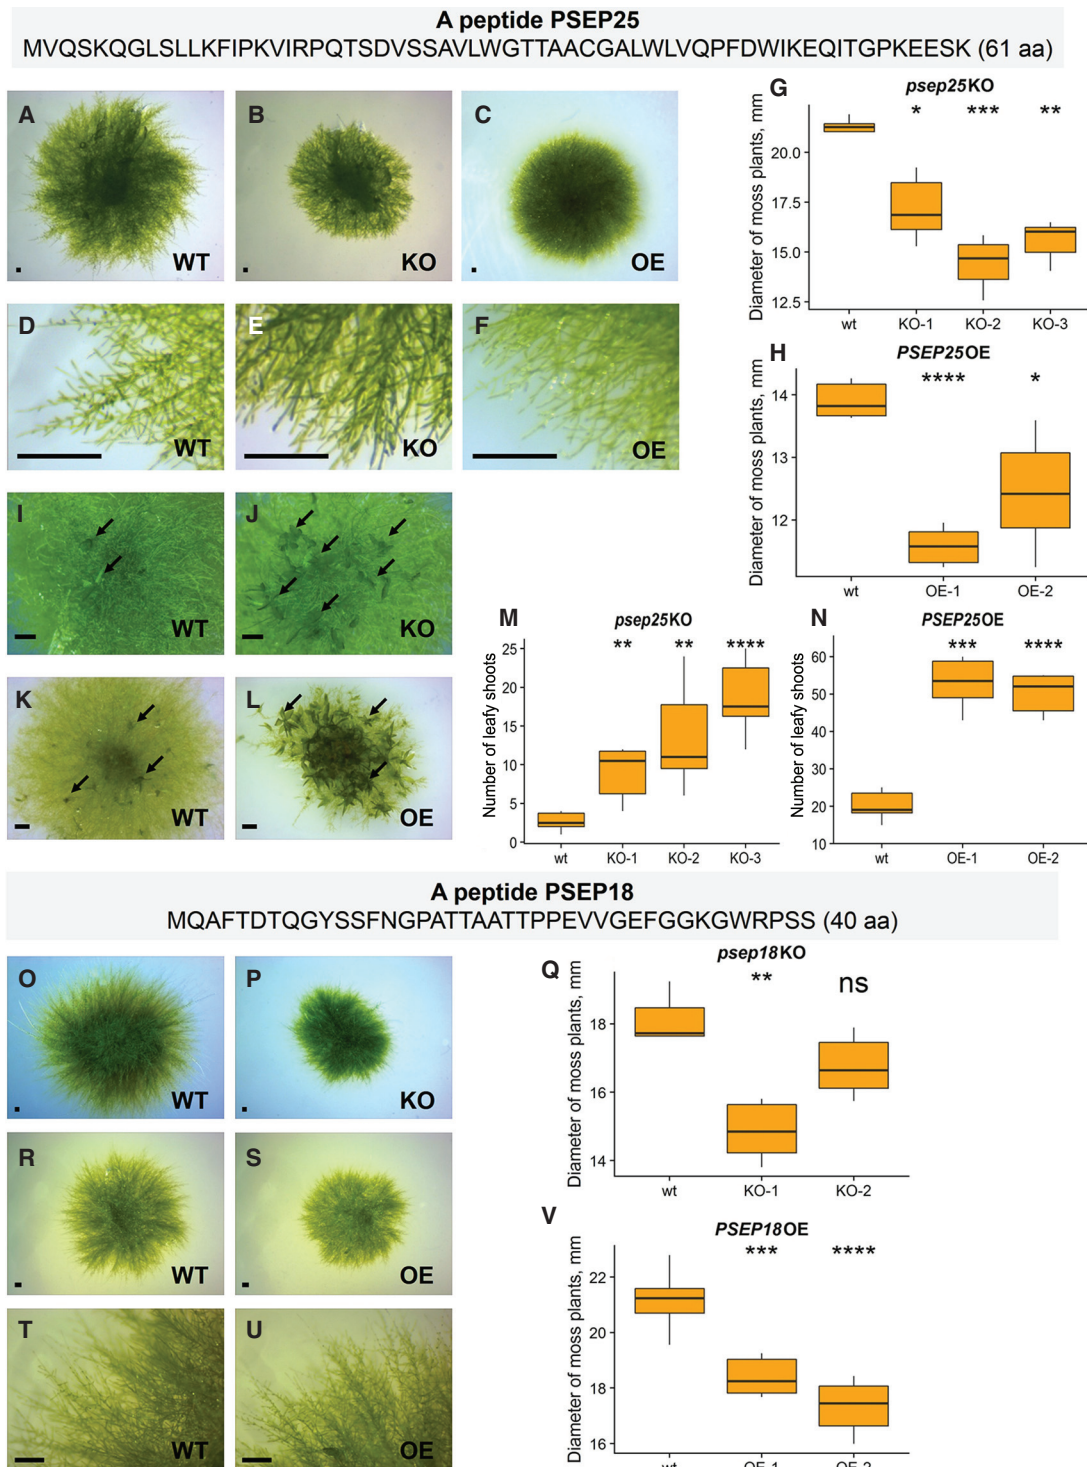 A peptide PSEP25
MVQSKQGLSLLKFIPKVIRPQTSDVSSAVLWGTTAACGALWLVQPFDWIKEQITGPKEESK (61 aa)
A
WT
B
KO
C
OE
G
psep25KO
* *** **
Diameter of moss plants, mm
20.0
17.5
15.0
12.5
wt KO-1 KO-2 KO-3
D
WT
E
KO
F
OE
H
PSEP25OE
**** *
Diameter of moss plants, mm
14
13
12
wt OE-1 OE-2
I
WT
J
KO
K
WT
L
OE
M
psep25KO
** ** ****
Number of leafy shoots
25
20
15
10
5
0
wt KO-1 KO-2 KO-3
N
PSEP25OE
*** ****
Number of leafy shoots
60
50
40
30
20
10
wt OE-1 OE-2
A peptide PSEP18
MQAFTDTQGYSSFNGPATTAATTPPEVVGEFGGKGWRPSS (40 aa)
O
WT
P
KO
Q
psep18KO
** ns
Diameter of moss plants, mm
18
16
14
wt KO-1 KO-2
R
WT
S
OE
T
WT
U
OE
V
PSEP18OE
*** ****
Diameter of moss plants, mm
22
20
18
16
wt OE-1 OE-2